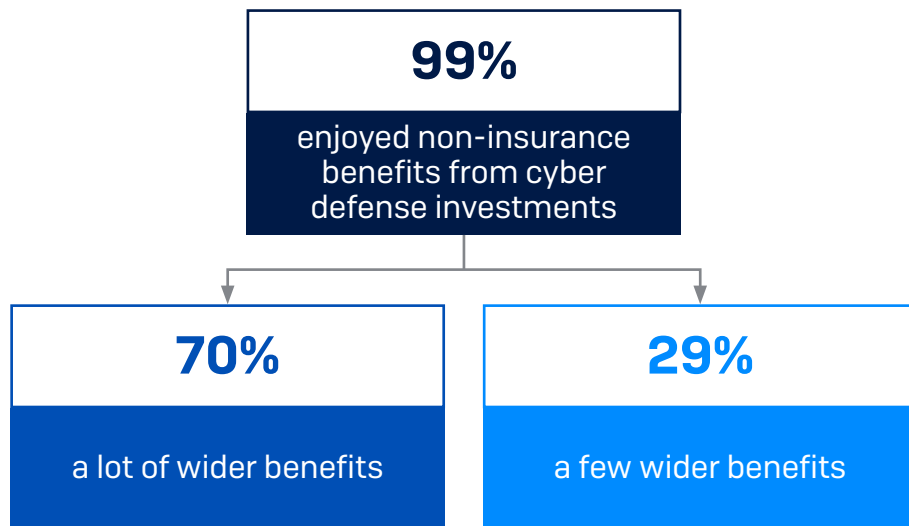 99%
enjoyed non-insurance
benefits from cyber
defense investments
70%
29%
a lot of wider benefits
a few wider benefits